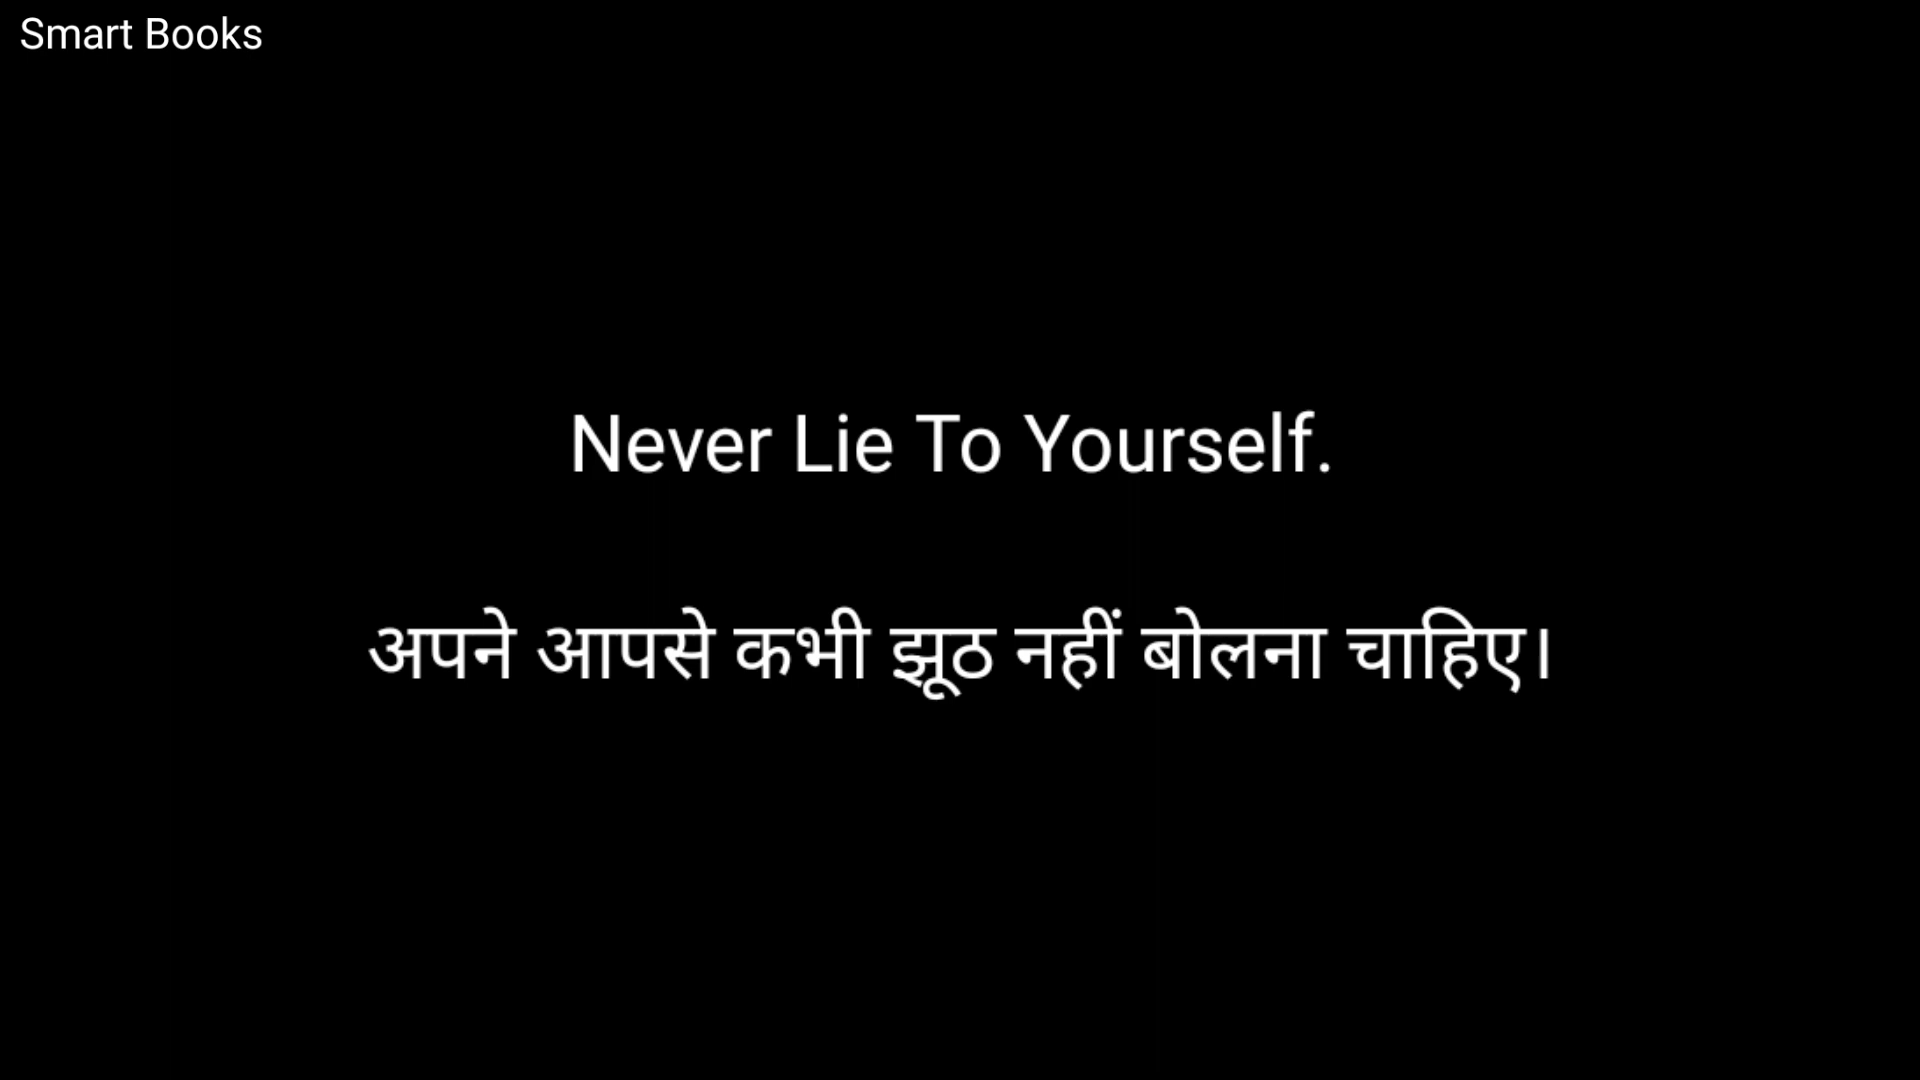 Smart Books
Never Lie To Yourself.
अपने आपसे कभी झूठ नहीं बोलना चाहिए।